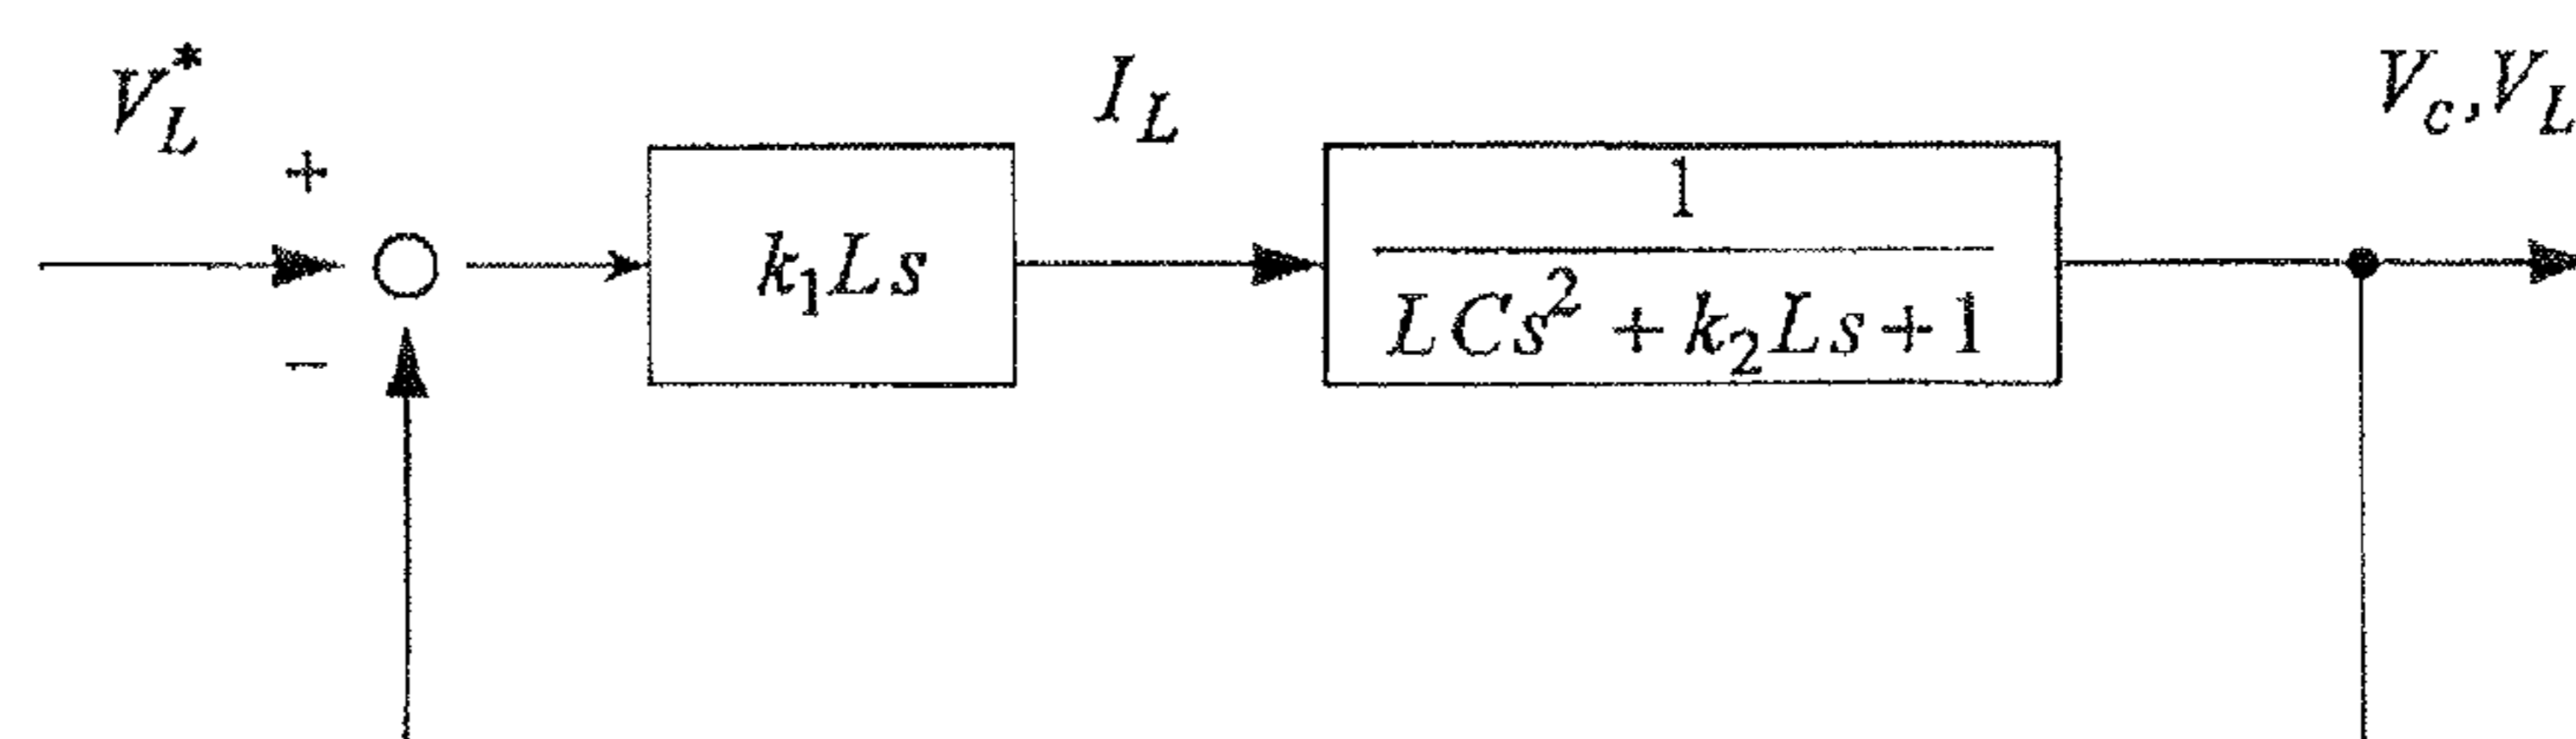 V_L^*
+
−
k_1Ls
I_L
1
LCs^2 + k_2Ls + 1
V_c, V_L